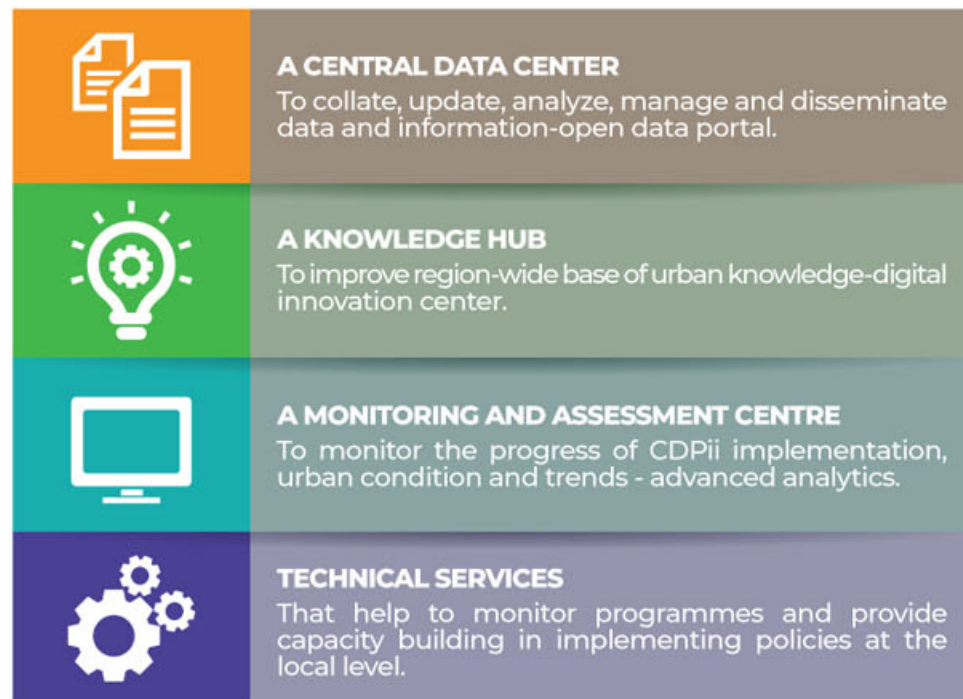 A CENTRAL DATA CENTER
To collate, update, analyze, manage and disseminate
data and information-open data portal.
A KNOWLEDGE HUB
To improve region-wide base of urban knowledge-digital
innovation center.
A MONITORING AND ASSESSMENT CENTRE
To monitor the progress of CDPii implementation,
urban condition and trends - advanced analytics.
TECHNICAL SERVICES
That help to monitor programmes and provide
capacity building in implementing policies at the
local level.